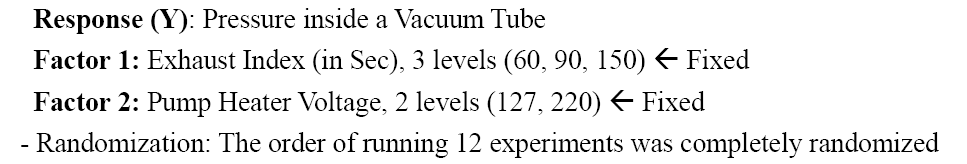 Response (Y): Pressure inside a Vacuum Tube
Factor 1: Exhaust Index (in Sec), 3 levels (60, 90, 150) ← Fixed
Factor 2: Pump Heater Voltage, 2 levels (127, 220) ← Fixed
- Randomization: The order of running 12 experiments was completely randomized